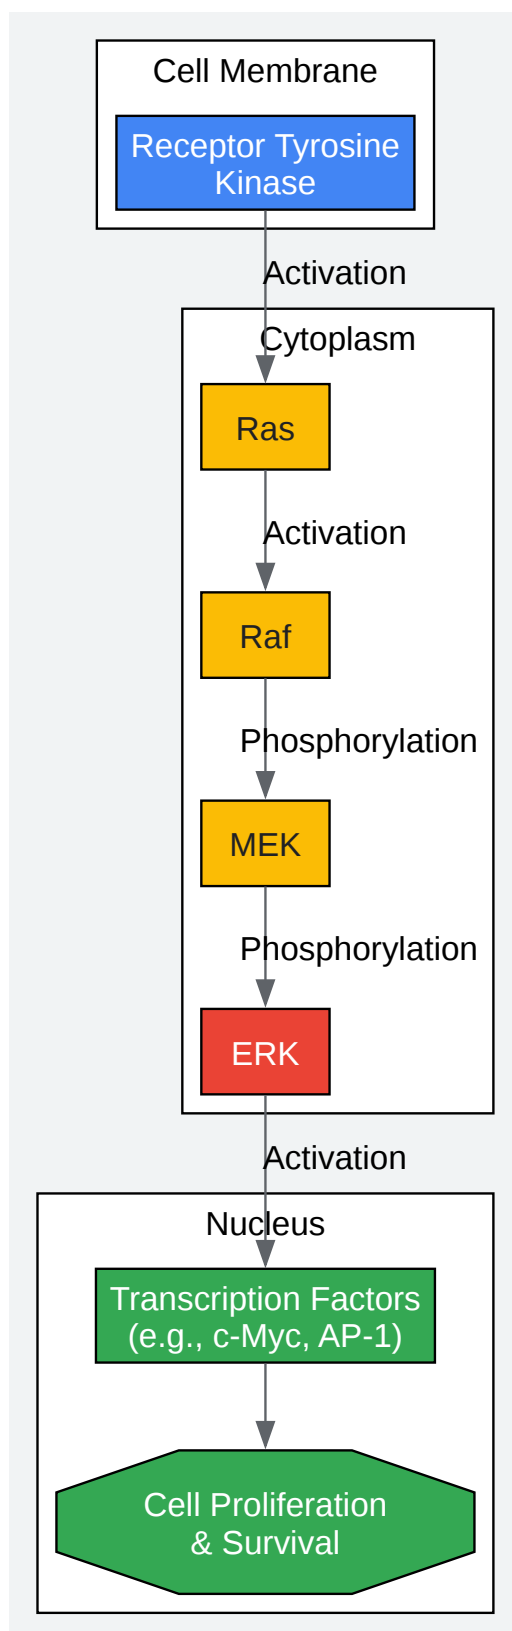 Cell Membrane
Receptor Tyrosine
Kinase
Activation
Cytoplasm
Ras
Activation
Raf
Phosphorylation
MEK
Phosphorylation
ERK
Activation
Nucleus
Transcription Factors
(e.g., c-Myc, AP-1)
Cell Proliferation
& Survival